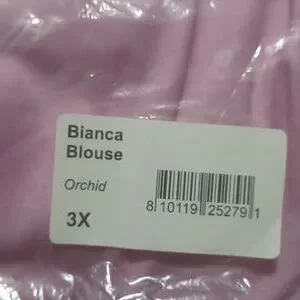 Bianca
Blouse
Orchid
3X
8 10119 25279 1